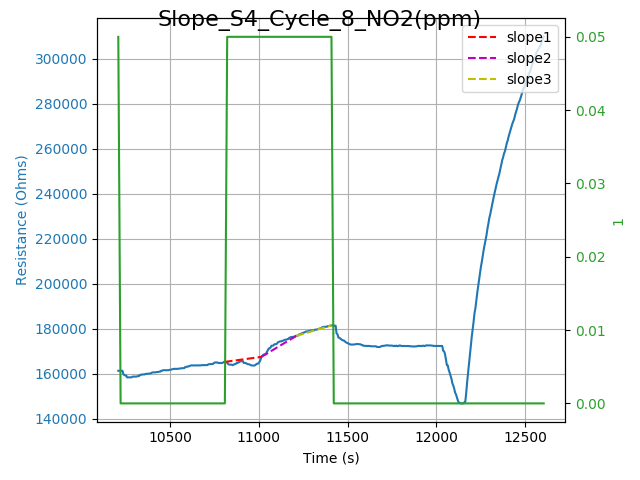 Slope_S4_Cycle_8_NO2(ppm)
slope1
slope2
slope3
300000
280000
260000
240000
220000
200000
180000
160000
140000
Resistance (Ohms)
0.05
0.04
0.03
0.02
0.01
0.00
1
10500 11000 11500 12000 12500
Time (s)